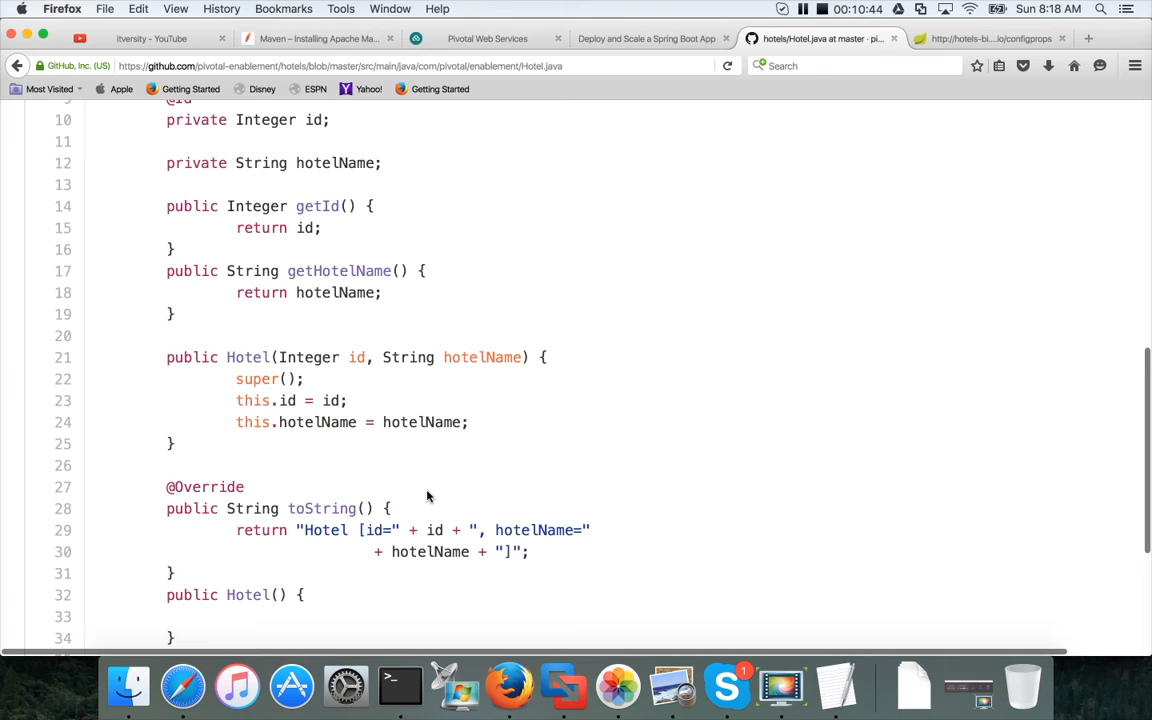 Firefox File Edit View History Bookmarks Tools Window Help 00:10:44 Sun 8:18 AM
itversity - YouTube
Maven – Installing Apache Ma...
Pivotal Web Services
Deploy and Scale a Spring Boot App
hotels/Hotel.java at master · pi...
http://hotels-bi....io/configprops
GitHub, Inc. (US) https://github.com/pivotal-enablement/hotels/blob/master/src/main/java/com/pivotal/enablement/Hotel.java Search
Most Visited Apple Getting Started Disney ESPN Yahoo! Getting Started
9 @Id
10 private Integer id;
11
12 private String hotelName;
13
14 public Integer getId() {
15 return id;
16 }
17 public String getHotelName() {
18 return hotelName;
19 }
20
21 public Hotel(Integer id, String hotelName) {
22 super();
23 this.id = id;
24 this.hotelName = hotelName;
25 }
26
27 @Override
28 public String toString() {
29 return "Hotel [id=" + id + ", hotelName="
30 + hotelName + "]";
31 }
32 public Hotel() {
33
34 }
1